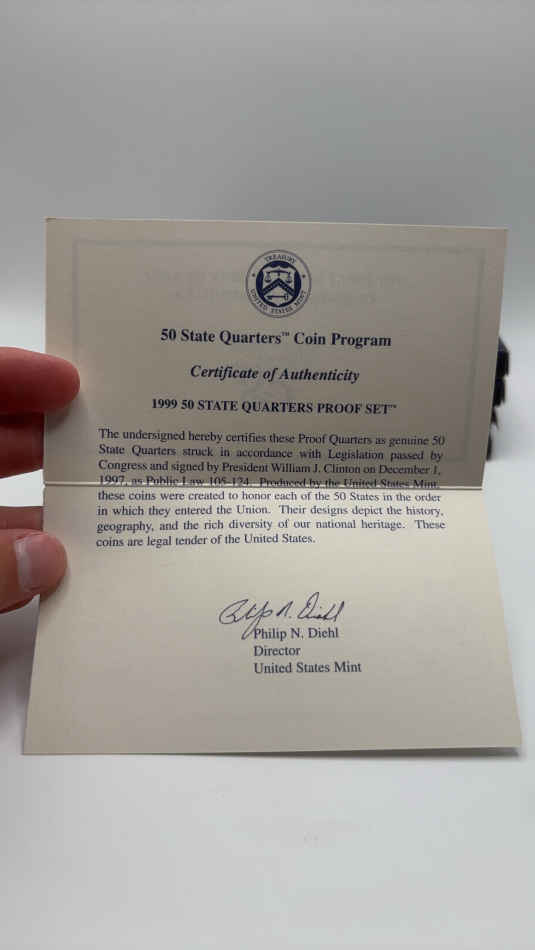 TREASURY
UNITED STATES MINT
50 State Quarters™ Coin Program
Certificate of Authenticity
1999 50 STATE QUARTERS PROOF SET™
The undersigned hereby certifies these Proof Quarters as genuine 50
State Quarters struck in accordance with Legislation passed by
Congress and signed by President William J. Clinton on December 1,
1997, as Public Law 105-124. Produced by the United States Mint,
these coins were created to honor each of the 50 States in the order
in which they entered the Union. Their designs depict the history,
geography, and the rich diversity of our national heritage. These
coins are legal tender of the United States.
Philip N. Diehl
Philip N. Diehl
Director
United States Mint